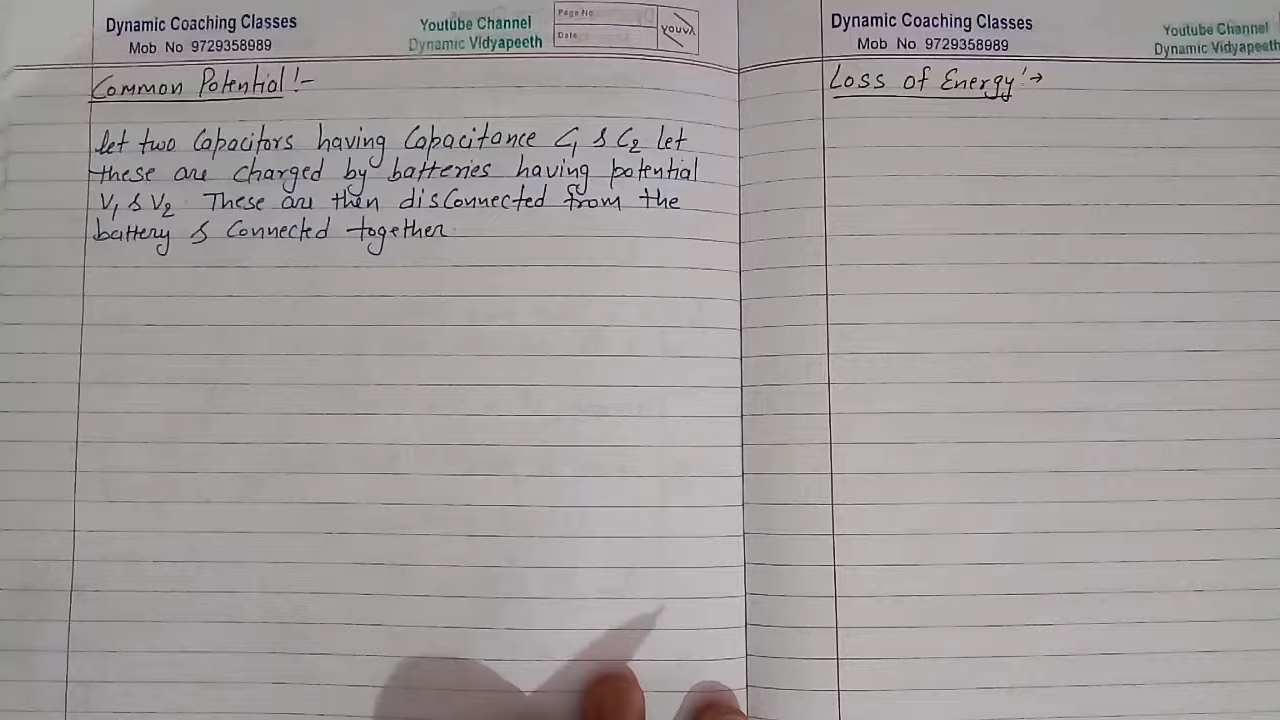 Dynamic Coaching Classes
Mob No 9729358989
Youtube Channel
Dynamic Vidyapeeth
Page No
Date
YOUVA
Common Potential :-
let two Capacitors having Capacitance C1 & C2 let
these are charged by batteries having potential
V1 & V2. These are then disconnected from the
battery & Connected together.
Dynamic Coaching Classes
Mob No 9729358989
Youtube Channel
Dynamic Vidyapeeth
Loss of Energy :→